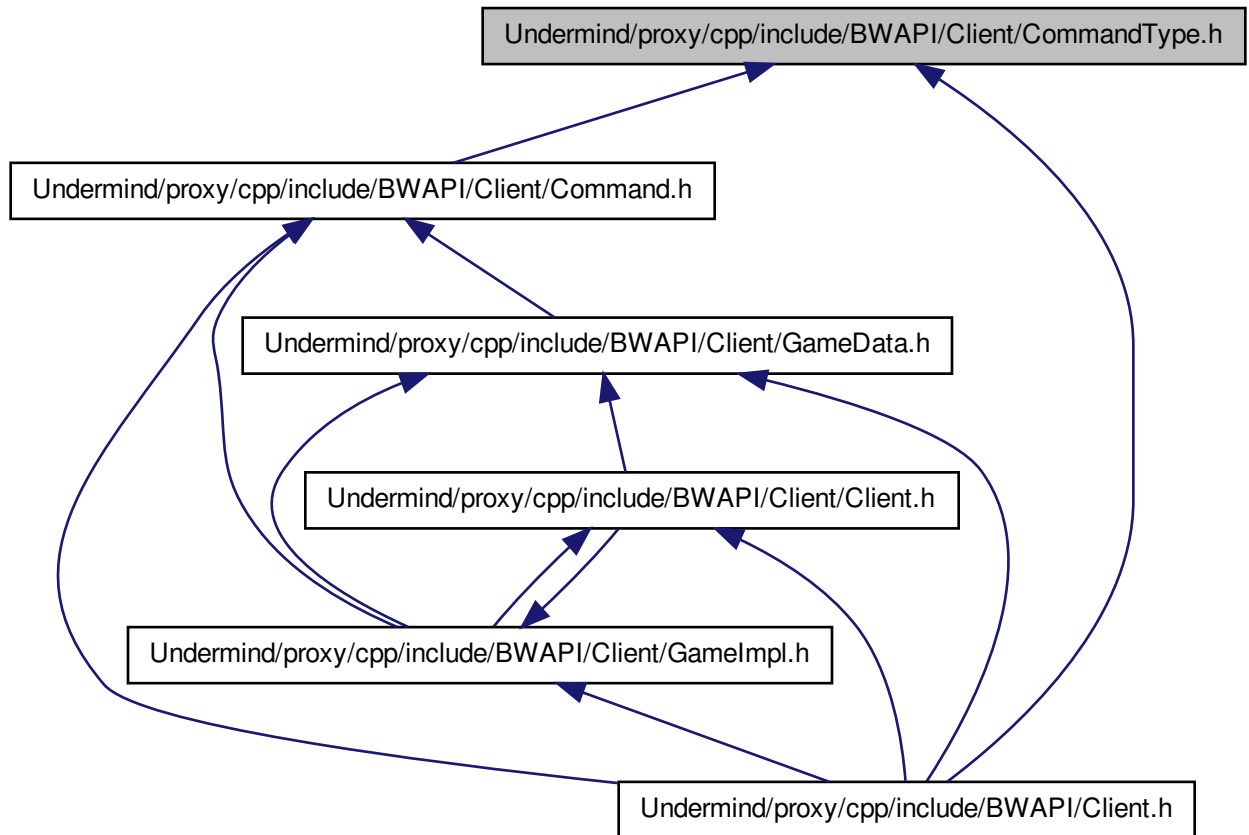 Undermind/proxy/cpp/include/BWAPI/Client/CommandType.h
Undermind/proxy/cpp/include/BWAPI/Client/Command.h
Undermind/proxy/cpp/include/BWAPI/Client/GameData.h
Undermind/proxy/cpp/include/BWAPI/Client/Client.h
Undermind/proxy/cpp/include/BWAPI/Client/GameImpl.h
Undermind/proxy/cpp/include/BWAPI/Client.h